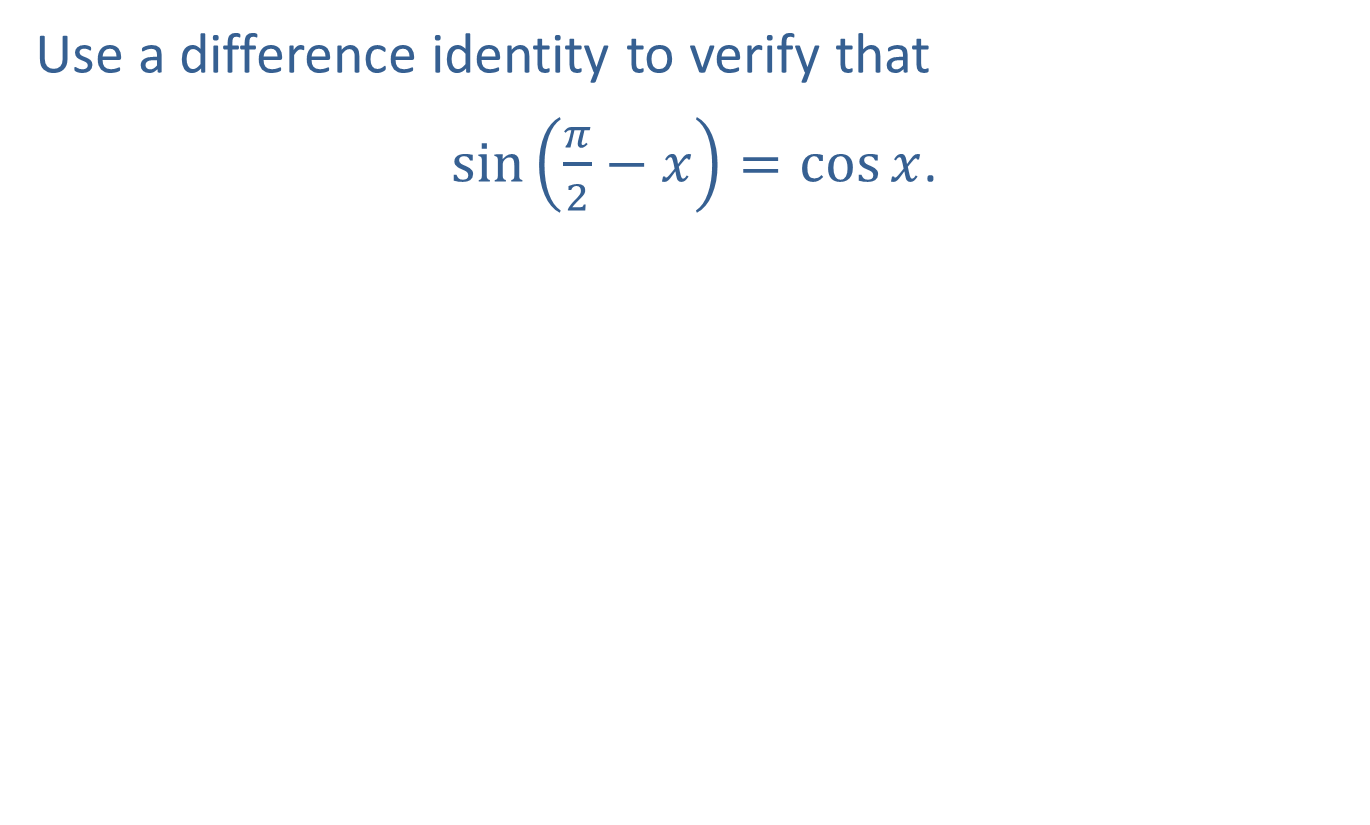 Use a difference identity to verify that
sin(π/2 − x) = cos x.